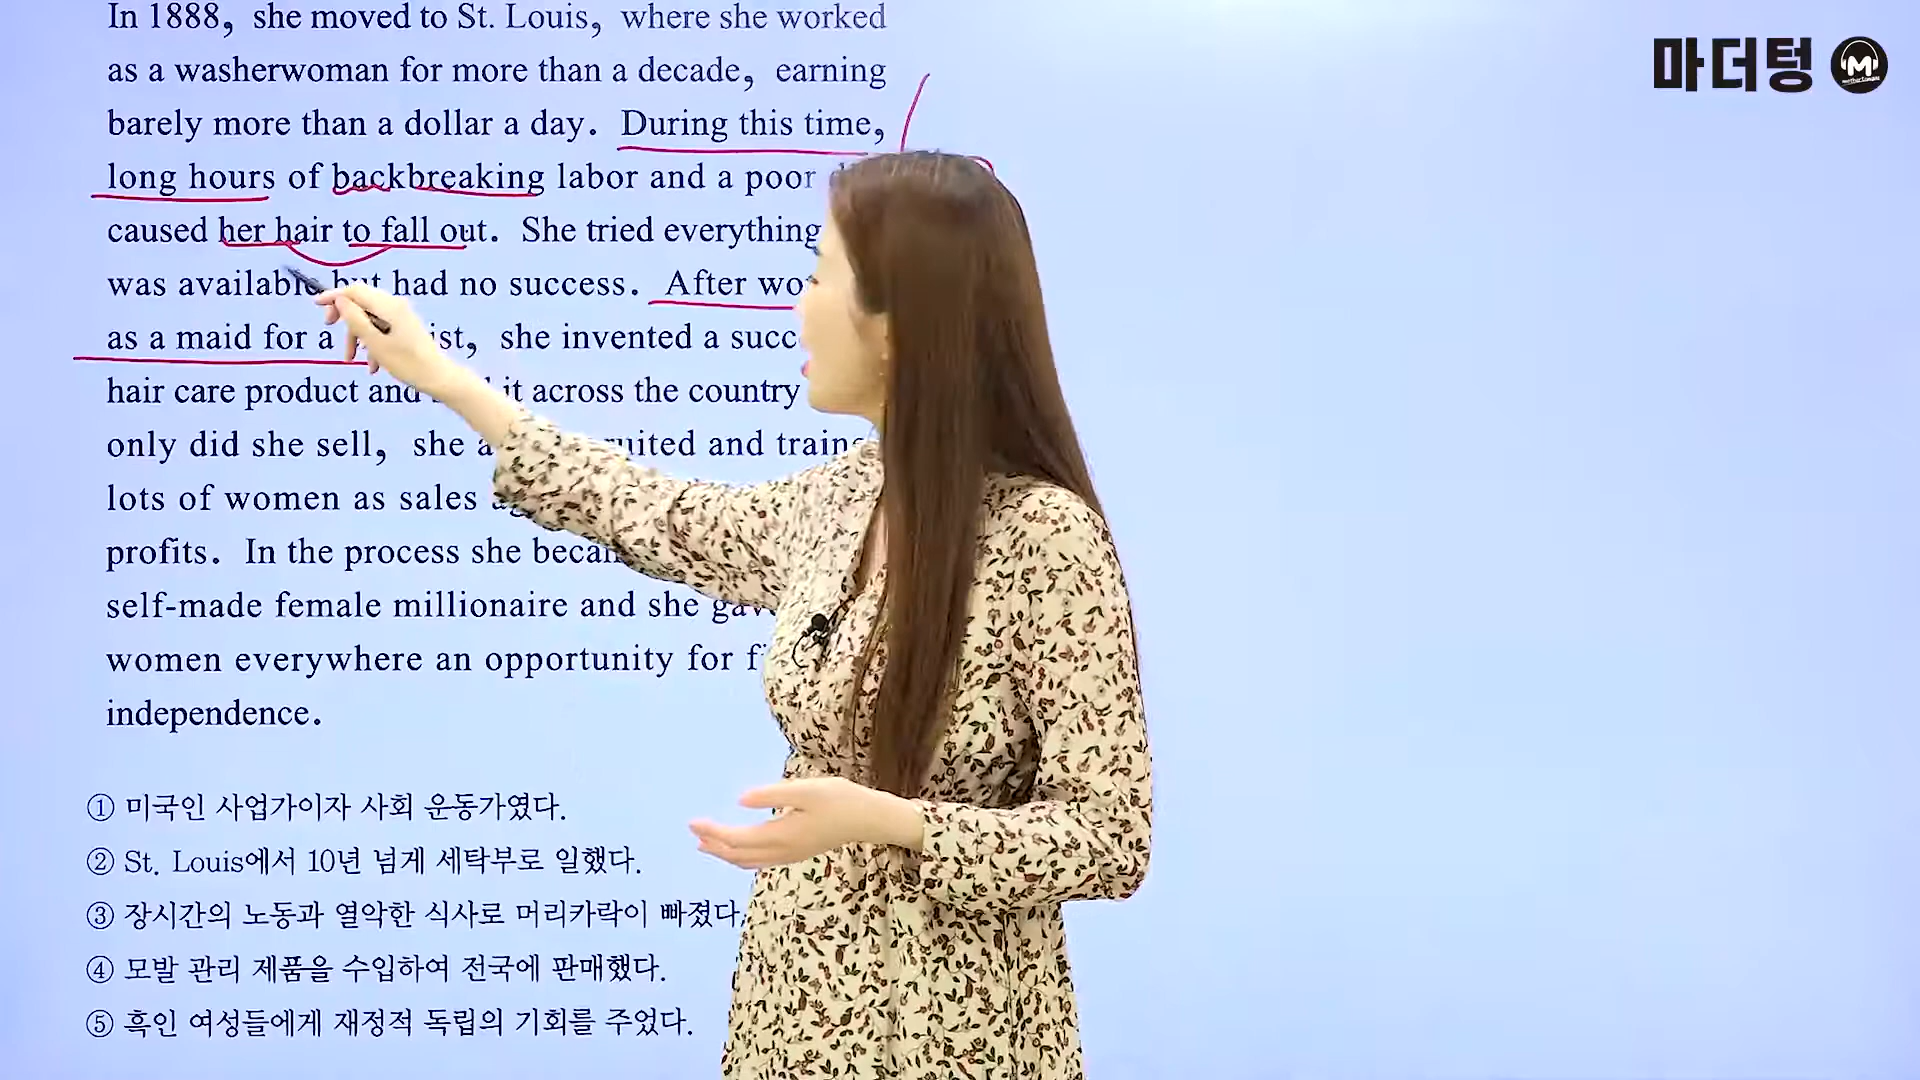 In 1888, she moved to St. Louis, where she worked
as a washerwoman for more than a decade, earning
barely more than a dollar a day. During this time,
long hours of backbreaking labor and a poor
caused her hair to fall out. She tried everything
was available but had no success. After
as a maid for a she invented a
hair care product and it across the country
only did she sell, she and
lots of women as sales
profits. In the process she
self-made female millionaire and she
women everywhere an opportunity for
independence.
① 미국인 사업가이자 사회 운동가였다.
② St. Louis에서 10년 넘게 세탁부로 일했다.
③ 장시간의 노동과 열악한 식사로 머리카락이 빠졌다.
④ 모발 관리 제품을 수입하여 전국에 판매했다.
⑤ 흑인 여성들에게 재정적 독립의 기회를 주었다.
마더텅
M